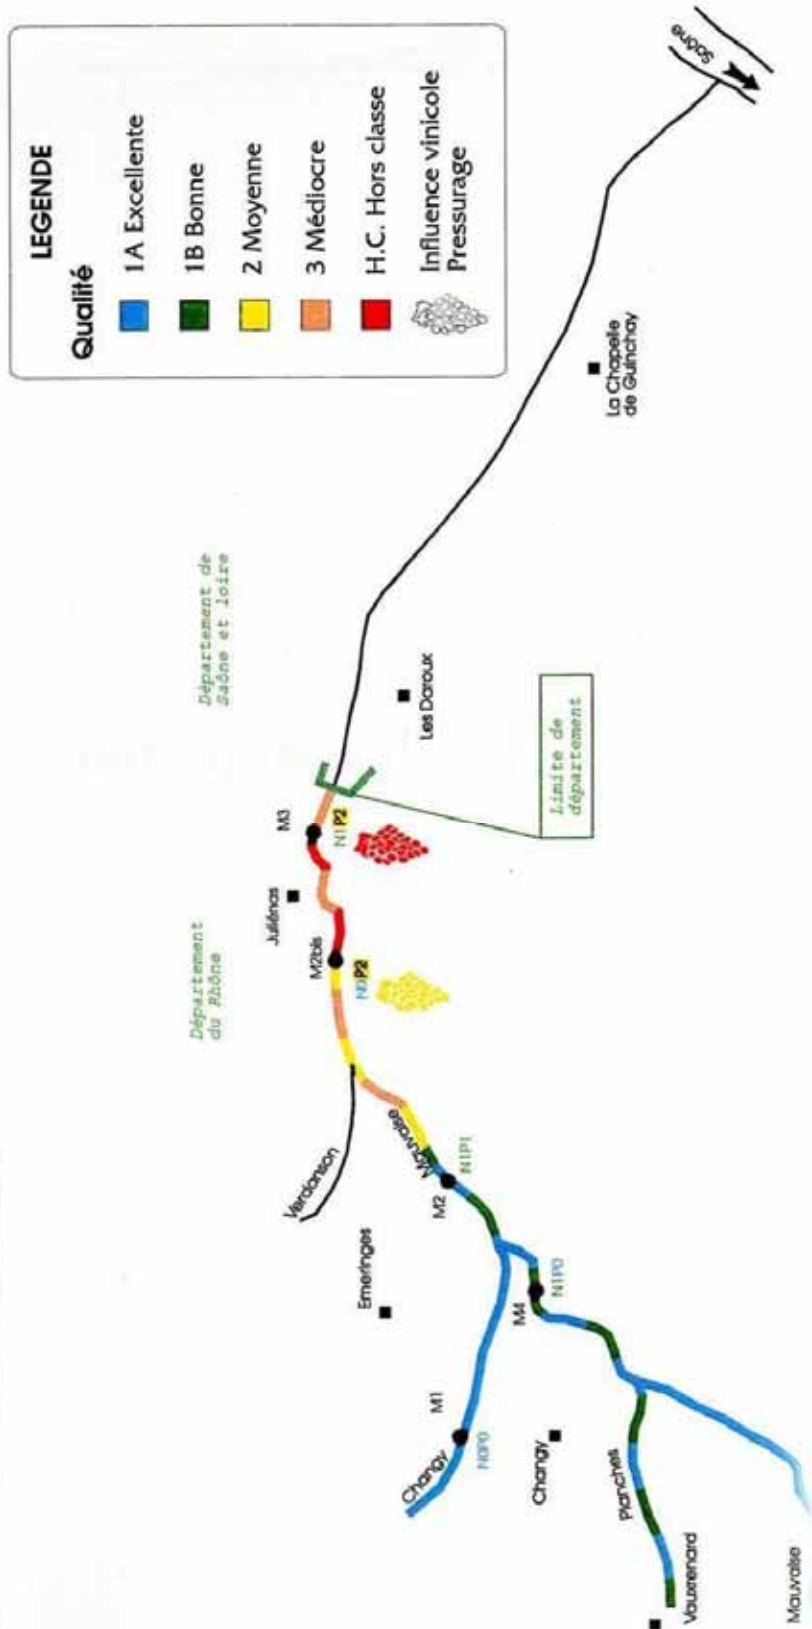 LEGENDE
Qualité
1A Excellente
1B Bonne
2 Moyenne
3 Médiocre
H.C. Hors classe
Influence vinicole
Pressurage
Saône
La Chapelle
de Guinchay
Département de
Saône et loire
Les Daroux
Limite de
département
M3
N1P2
Juliénas
Département
du Rhône
M2bis
N0P2
Verdanson
Mauvaise
M2
N1P1
Emeringes
M4
N1P0
M1
N0P0
Changy
Changy
Planches
Vauxrenard
Mauvaise